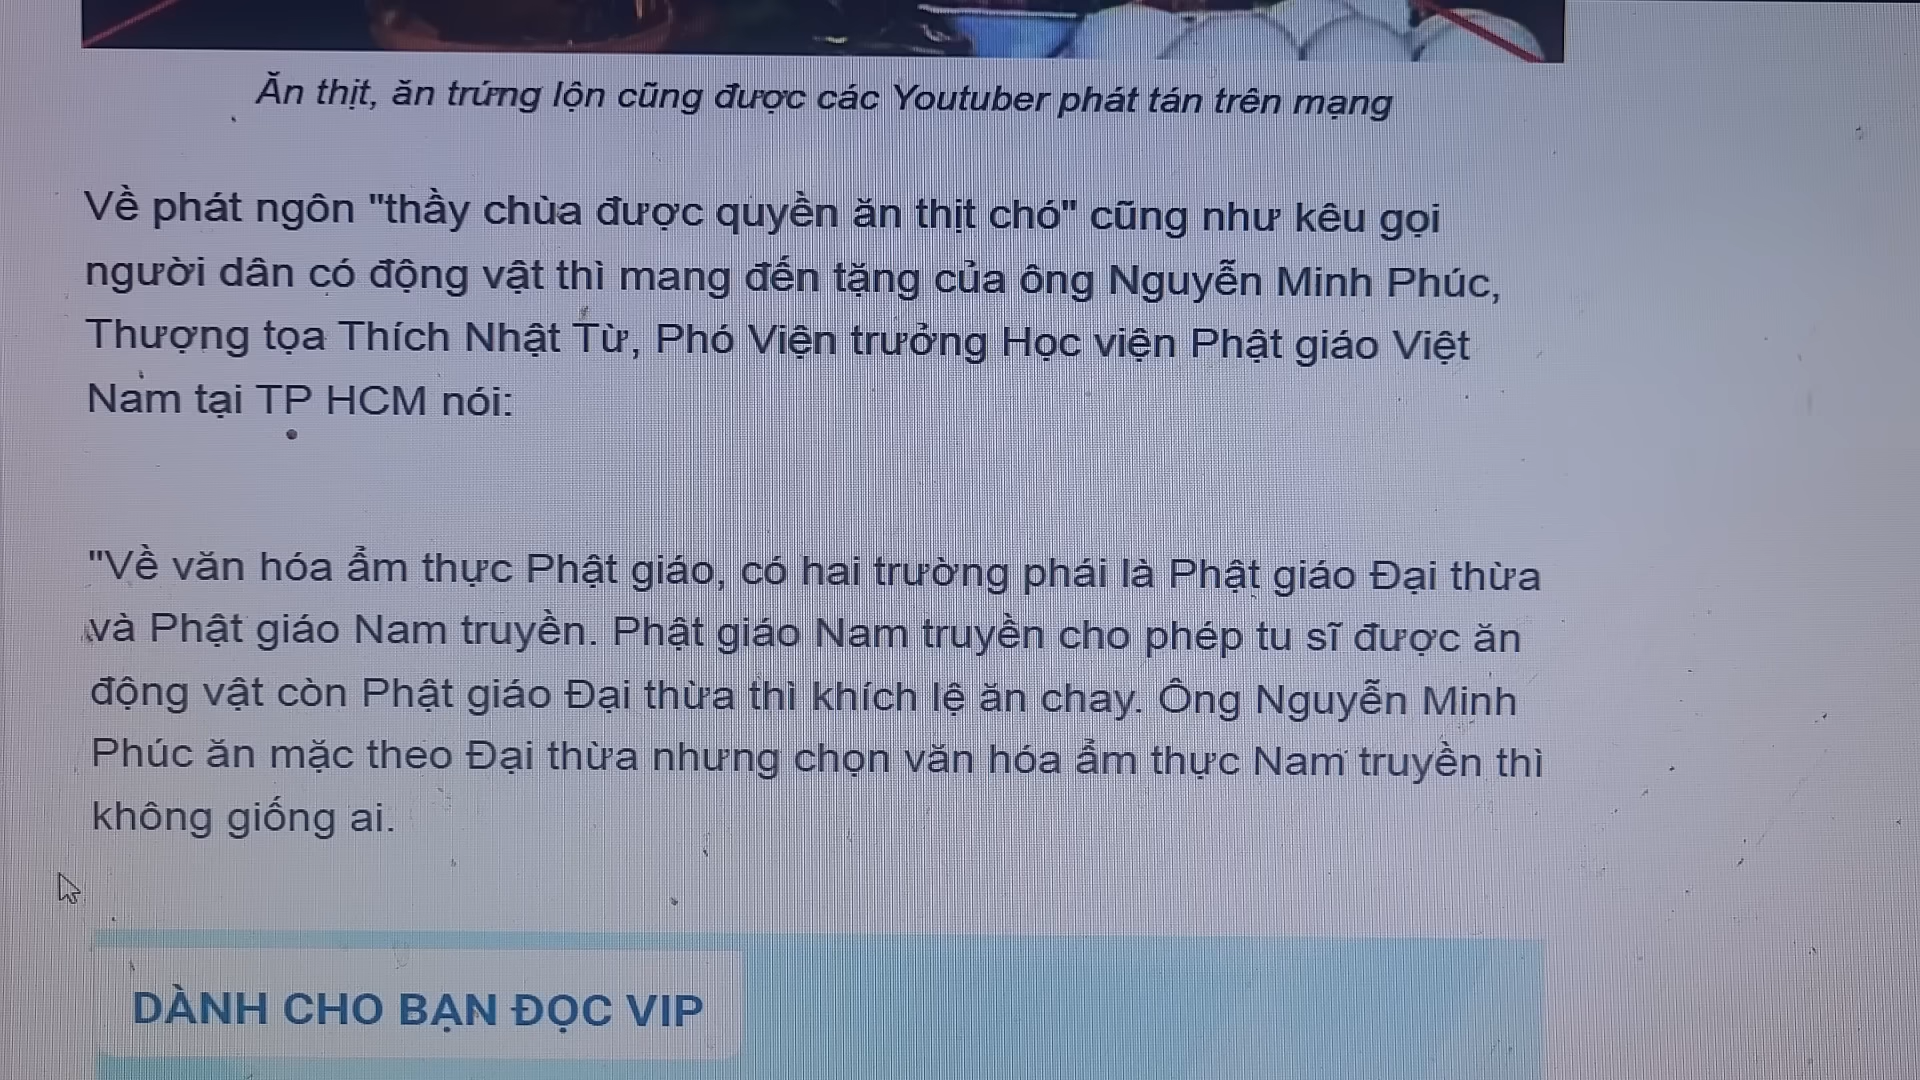 Ăn thịt, ăn trứng lộn cũng được các Youtuber phát tán trên mạng
Về phát ngôn "thầy chùa được quyền ăn thịt chó" cũng như kêu gọi
người dân có động vật thì mang đến tặng của ông Nguyễn Minh Phúc,
Thượng tọa Thích Nhật Từ, Phó Viện trưởng Học viện Phật giáo Việt
Nam tại TP HCM nói:
"Về văn hóa ẩm thực Phật giáo, có hai trường phái là Phật giáo Đại thừa
và Phật giáo Nam truyền. Phật giáo Nam truyền cho phép tu sĩ được ăn
động vật còn Phật giáo Đại thừa thì khích lệ ăn chay. Ông Nguyễn Minh
Phúc ăn mặc theo Đại thừa nhưng chọn văn hóa ẩm thực Nam truyền thì
không giống ai.
DÀNH CHO BẠN ĐỌC VIP